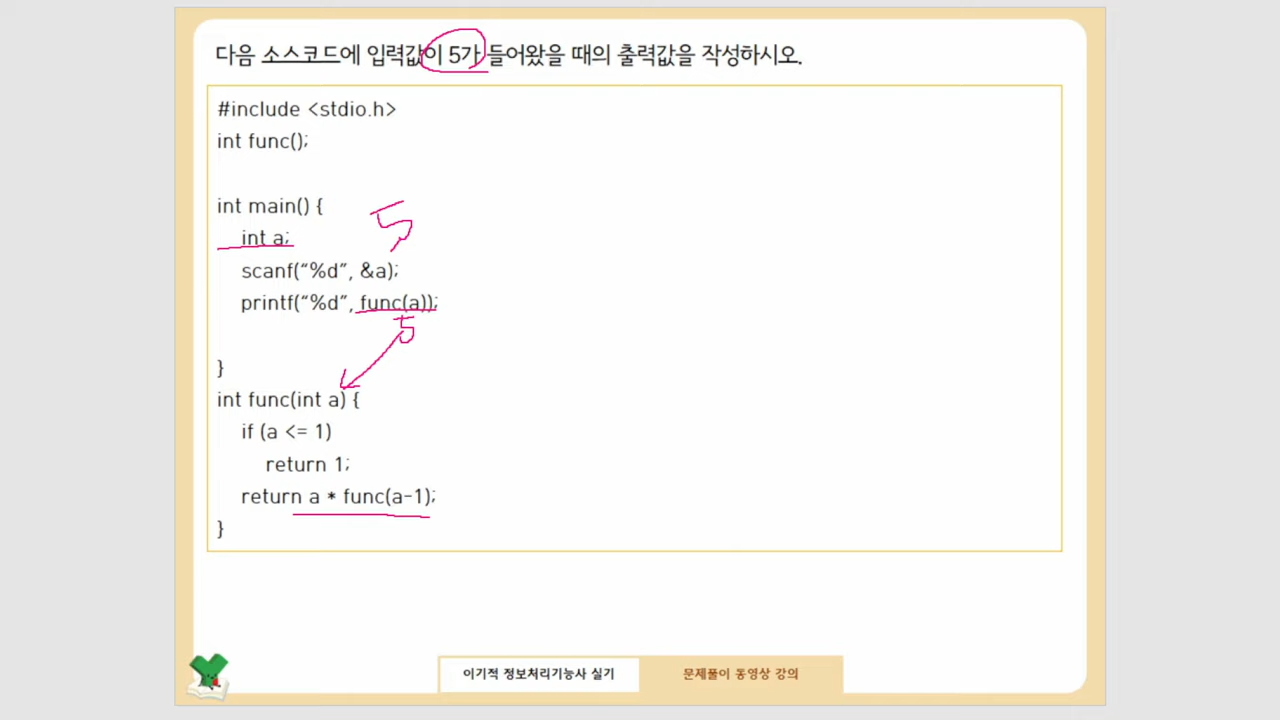 다음 소스코드에 입력값이 5가 들어왔을 때의 출력값을 작성하시오.
#include <stdio.h>
int func();
int main() {
int a;
5
scanf("%d", &a);
printf("%d", func(a));
5
}
int func(int a) {
if (a <= 1)
return 1;
return a * func(a-1);
}
이기적 정보처리기능사 실기
문제풀이 동영상 강의